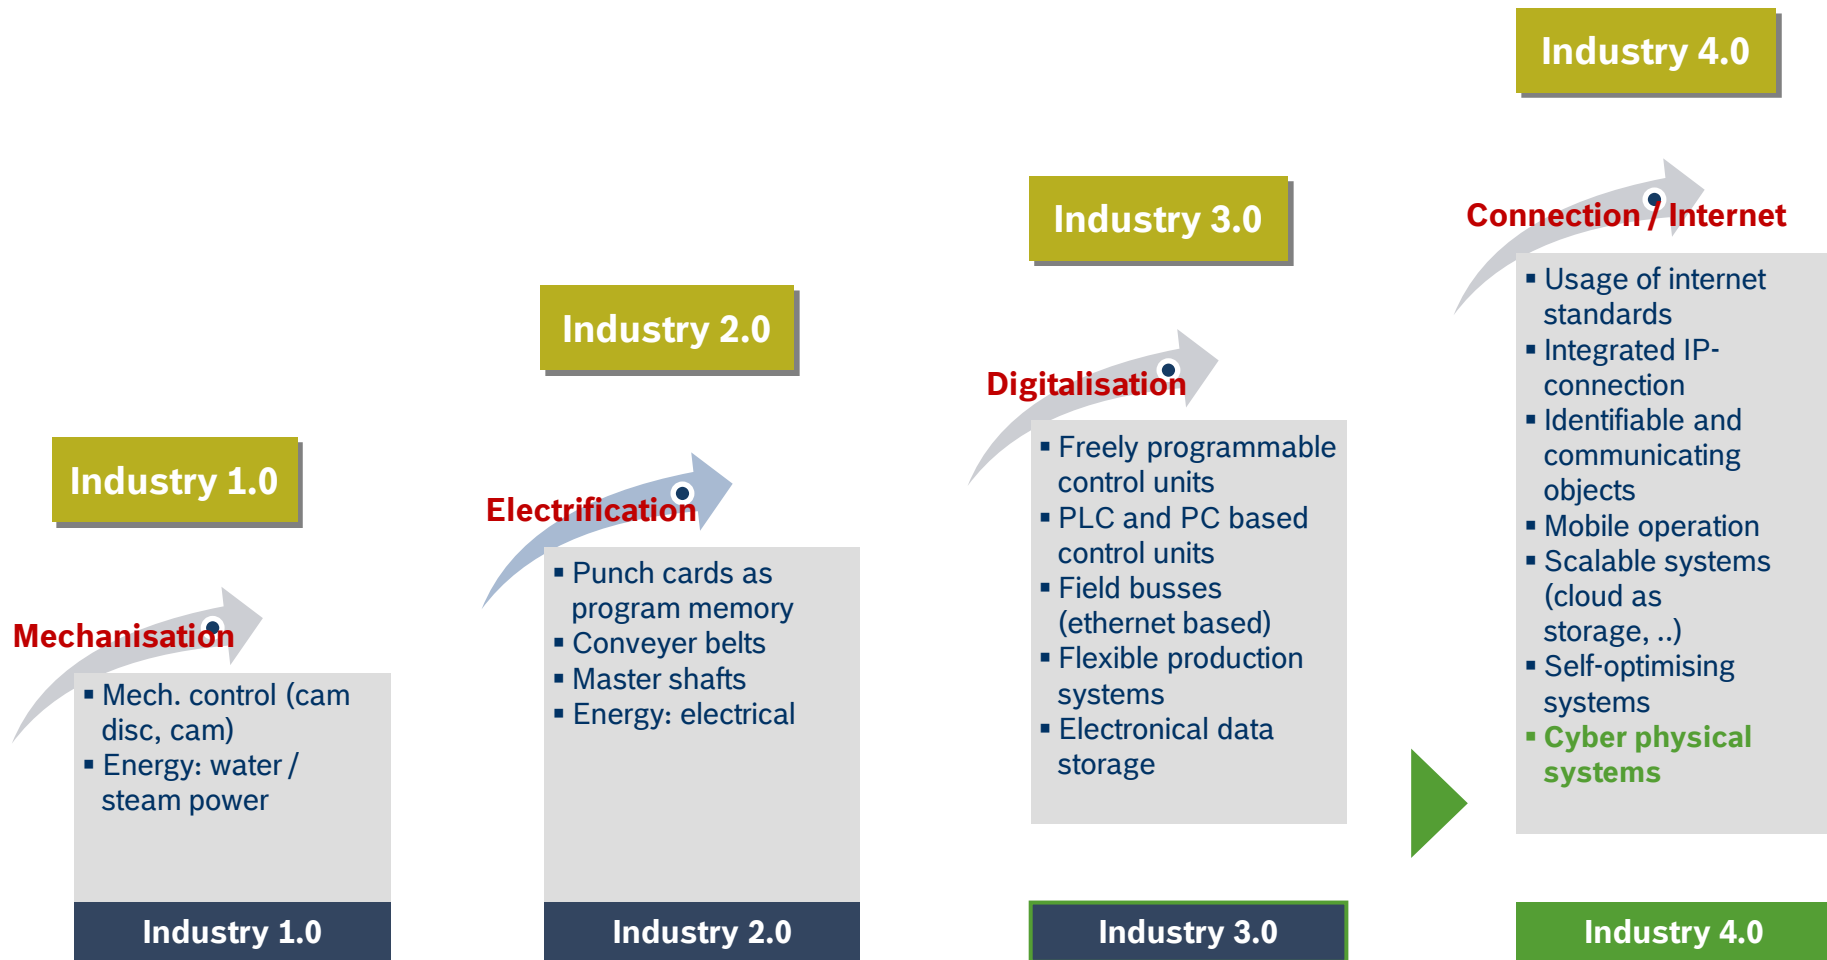 Industry 1.0
Mechanisation
▪ Mech. control (cam
disc, cam)
▪ Energy: water /
steam power
Industry 1.0
Industry 2.0
Electrification
▪ Punch cards as
program memory
▪ Conveyer belts
▪ Master shafts
▪ Energy: electrical
Industry 2.0
Industry 3.0
Digitalisation
▪ Freely programmable
control units
▪ PLC and PC based
control units
▪ Field busses
(ethernet based)
▪ Flexible production
systems
▪ Electronical data
storage
Industry 3.0
Industry 4.0
Connection / Internet
▪ Usage of internet
standards
▪ Integrated IP-
connection
▪ Identifiable and
communicating
objects
▪ Mobile operation
▪ Scalable systems
(cloud as
storage, ..)
▪ Self-optimising
systems
▪ Cyber physical
systems
Industry 4.0